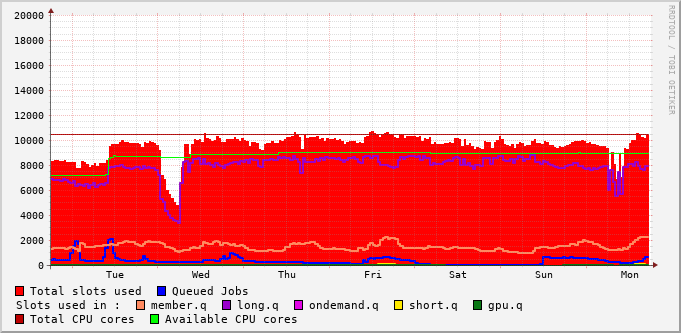 20000
18000
16000
14000
12000
10000
8000
6000
4000
2000
0
Tue Wed Thu Fri Sat Sun Mon
RRDTOOL / TOBI OETIKER
Total slots used Queued Jobs
Slots used in : member.q long.q ondemand.q short.q gpu.q
Total CPU cores Available CPU cores